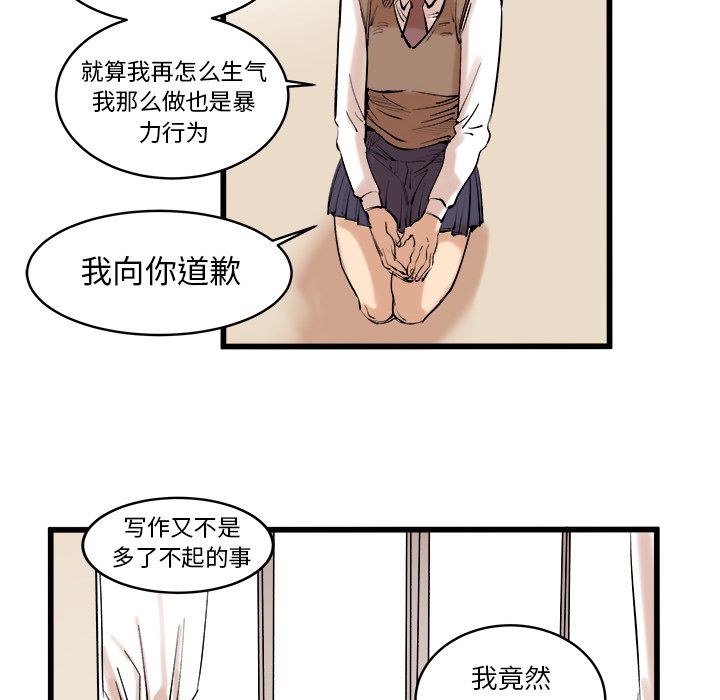 就算我再怎么生气
我那么做也是暴
力行为
我向你道歉
写作又不是
多了不起的事
我竟然